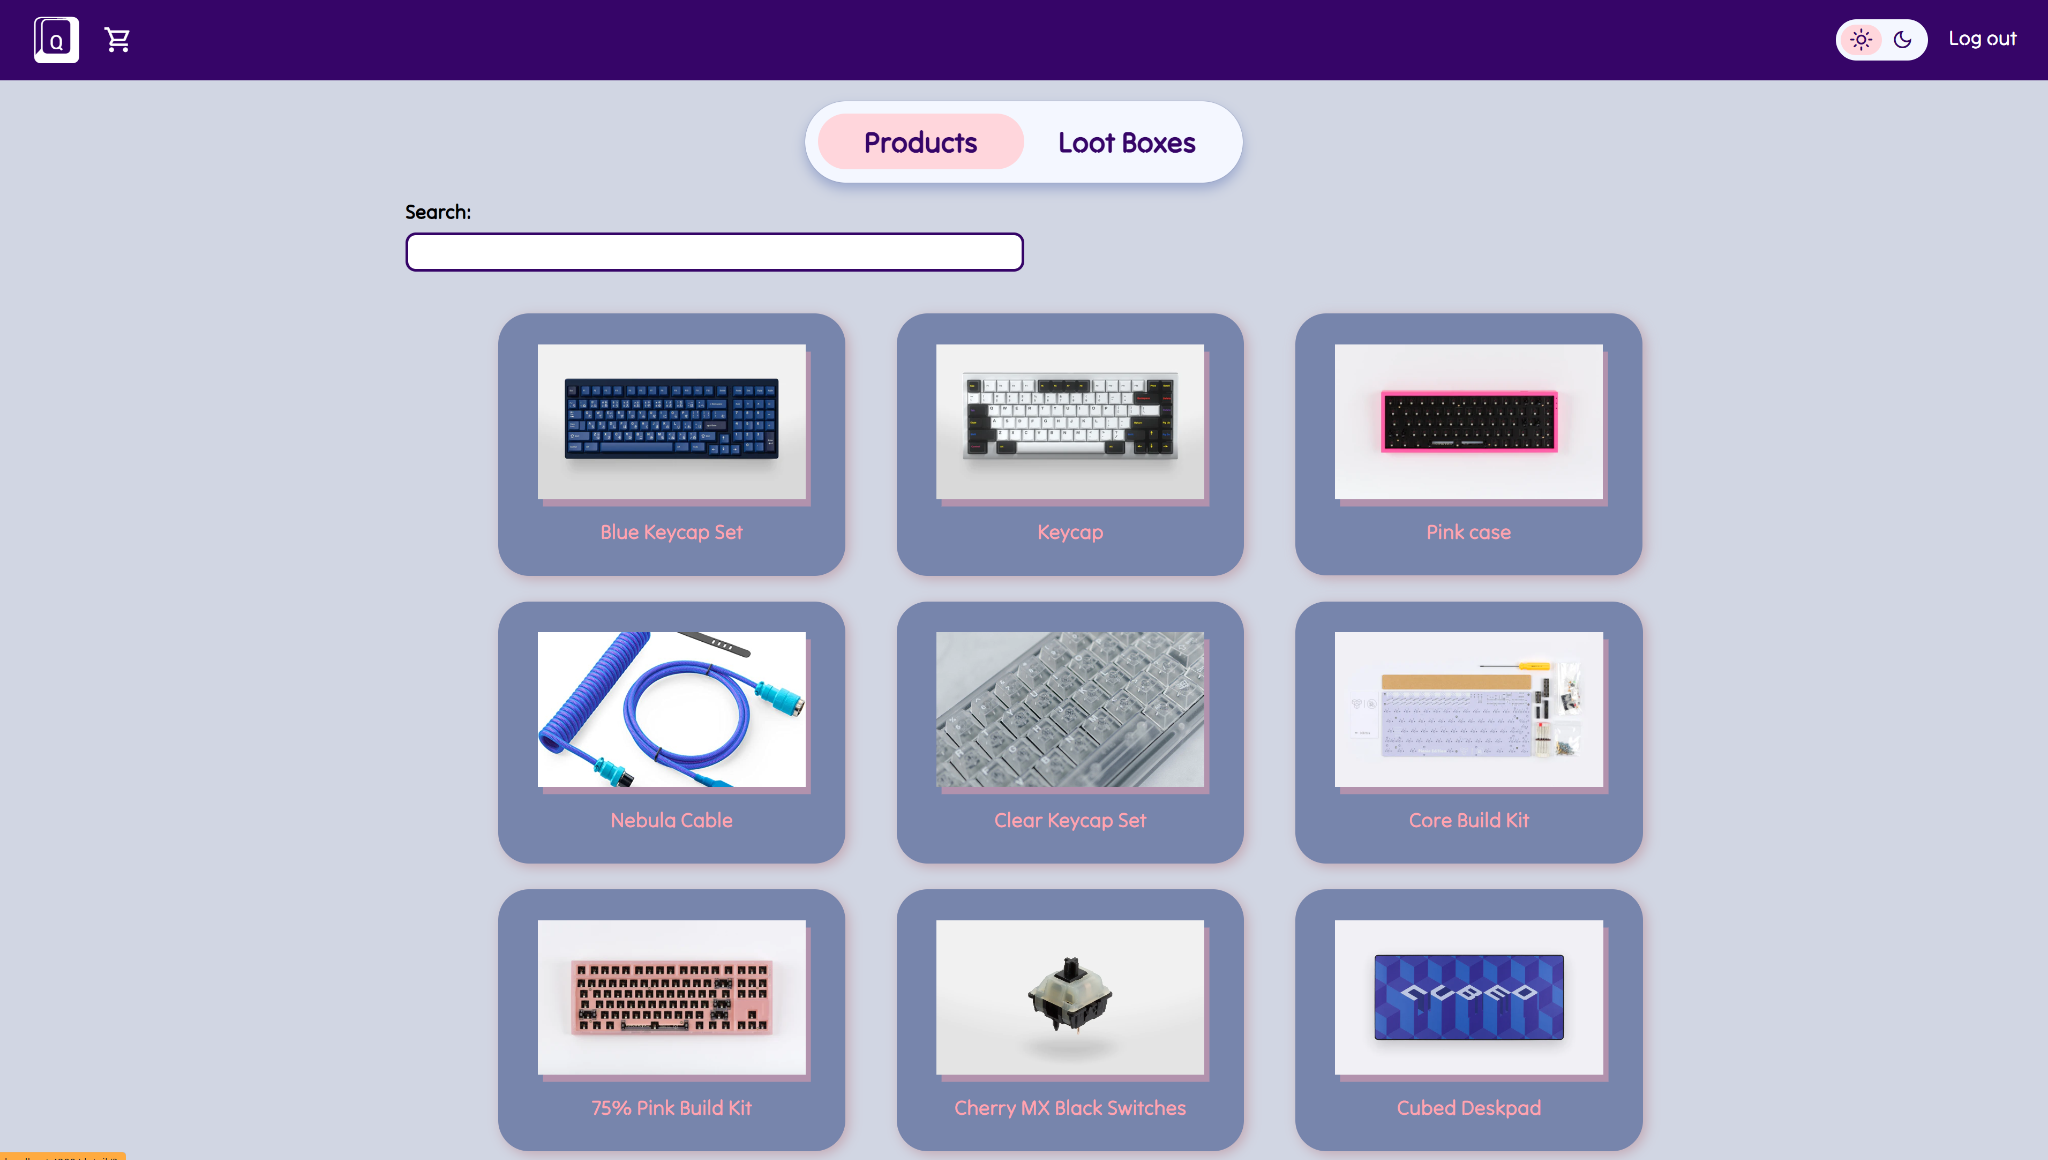 Q
Log out
Products
Loot Boxes
Search:
Blue Keycap Set
Keycap
Pink case
Nebula Cable
Clear Keycap Set
Core Build Kit
CUBED
75% Pink Build Kit
Cherry MX Black Switches
Cubed Deskpad